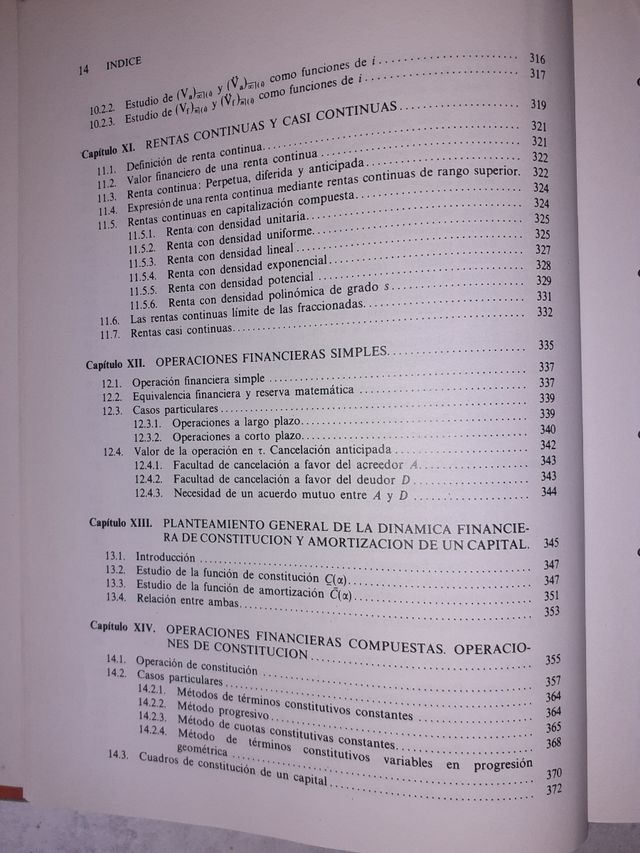 14 INDICE
10.2.2. Estudio de (Vₐ)n̅|(i) y (V̈ₐ)n̅|(i) como funciones de i 316
10.2.3. Estudio de (V_f)n̅|(i) y (V̈_f)n̅|(i) como funciones de i 317
Capítulo XI. RENTAS CONTINUAS Y CASI CONTINUAS 319
11.1. Definición de renta continua 321
11.2. Valor financiero de una renta continua 321
11.3. Renta continua: Perpetua, diferida y anticipada 322
11.4. Expresión de una renta continua mediante rentas continuas de rango superior. 322
11.5. Rentas continuas en capitalización compuesta 324
11.5.1. Renta con densidad unitaria 324
11.5.2. Renta con densidad uniforme 325
11.5.3. Renta con densidad lineal 325
11.5.4. Renta con densidad exponencial 327
11.5.5. Renta con densidad potencial 328
11.5.6. Renta con densidad polinómica de grado s 329
11.6. Las rentas continuas límite de las fraccionadas 331
11.7. Rentas casi continuas 332
Capítulo XII. OPERACIONES FINANCIERAS SIMPLES 335
12.1. Operación financiera simple 337
12.2. Equivalencia financiera y reserva matemática 337
12.3. Casos particulares 339
12.3.1. Operaciones a largo plazo 339
12.3.2. Operaciones a corto plazo 340
12.4. Valor de la operación en τ. Cancelación anticipada 342
12.4.1. Facultad de cancelación a favor del acreedor A 343
12.4.2. Facultad de cancelación a favor del deudor D 343
12.4.3. Necesidad de un acuerdo mutuo entre A y D 344
Capítulo XIII. PLANTEAMIENTO GENERAL DE LA DINAMICA FINANCIE-
RA DE CONSTITUCION Y AMORTIZACION DE UN CAPITAL. 345
13.1. Introducción 347
13.2. Estudio de la función de constitución C(α) 347
13.3. Estudio de la función de amortización C̄(α) 351
13.4. Relación entre ambas 353
Capítulo XIV. OPERACIONES FINANCIERAS COMPUESTAS. OPERACIO-
NES DE CONSTITUCION 355
14.1. Operación de constitución 357
14.2. Casos particulares 364
14.2.1. Métodos de términos constitutivos constantes 364
14.2.2. Método progresivo 365
14.2.3. Método de cuotas constitutivas constantes 368
14.2.4. Método de términos constitutivos variables en progresión
geométrica 370
14.3. Cuadros de constitución de un capital 372